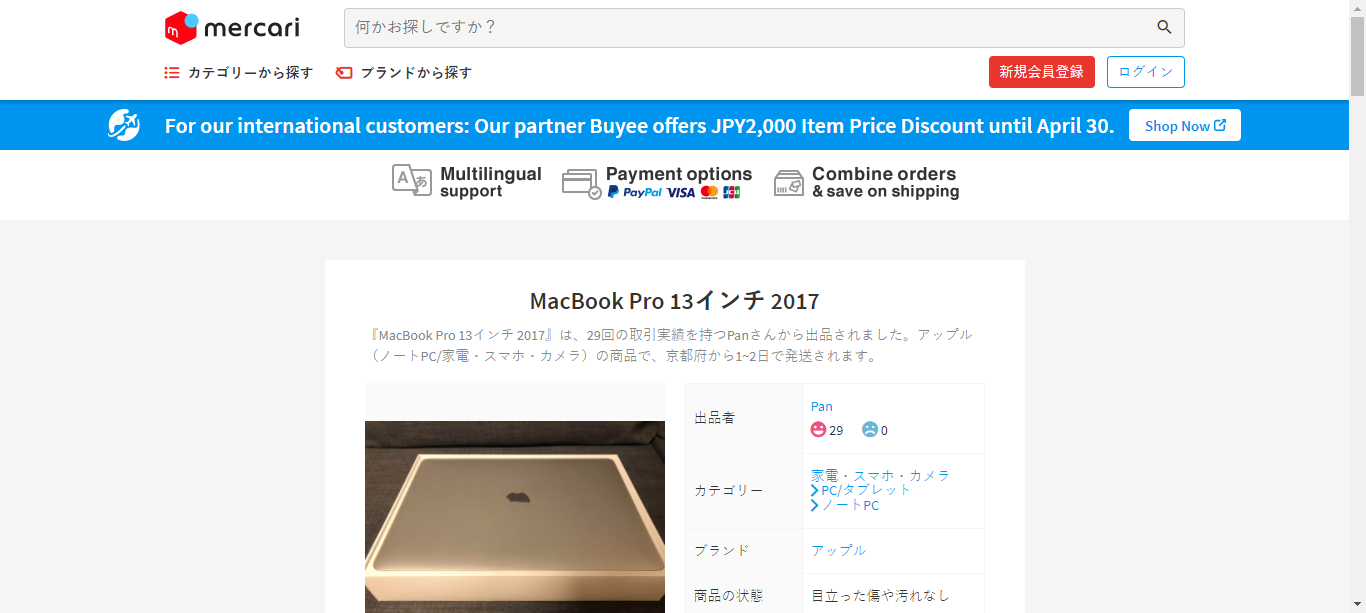 mercari
何かお探しですか？
カテゴリーから探す
ブランドから探す
新規会員登録
ログイン
For our international customers: Our partner Buyee offers JPY2,000 Item Price Discount until April 30.
Shop Now
A あ
Multilingual
support
Payment options
PayPal VISA JCB
Combine orders
& save on shipping
MacBook Pro 13インチ 2017
『MacBook Pro 13インチ 2017』は、29回の取引実績を持つPanさんから出品されました。アップル
（ノートPC/家電・スマホ・カメラ）の商品で、京都府から1~2日で発送されます。
出品者
Pan
29 0
カテゴリー
家電・スマホ・カメラ
PC/タブレット
ノートPC
ブランド
アップル
商品の状態
目立った傷や汚れなし